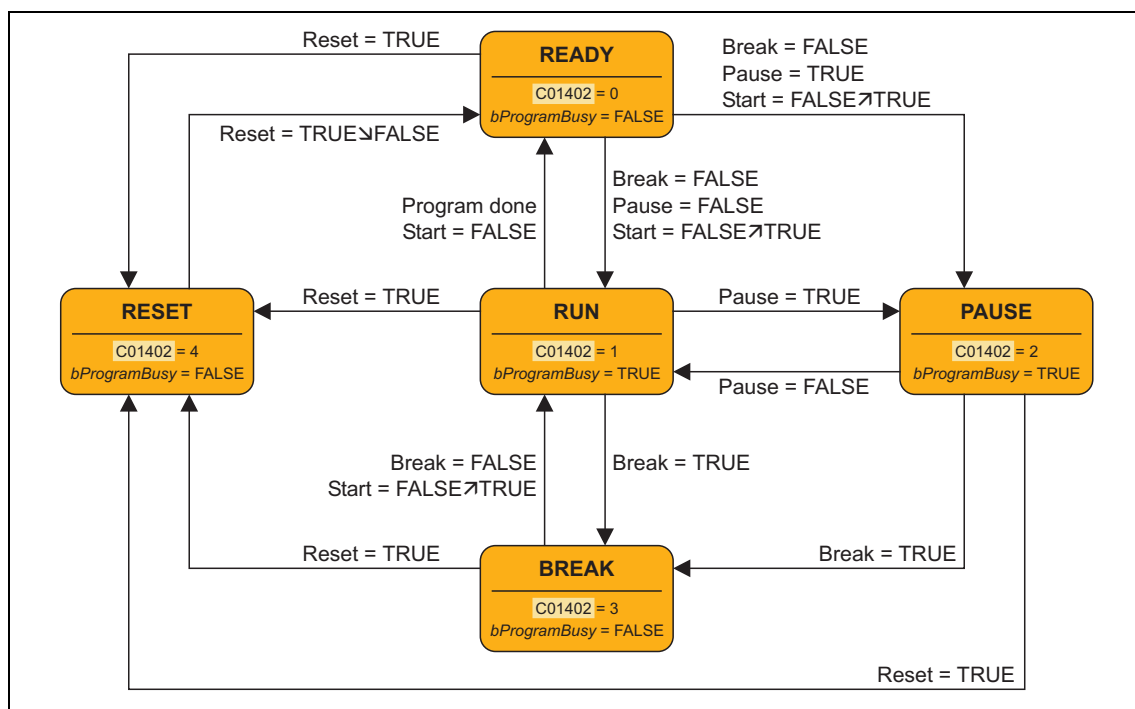 Reset = TRUE
READY
C01402 = 0
bProgramBusy = FALSE
Break = FALSE
Pause = TRUE
Start = FALSE↗TRUE
Reset = TRUE↘FALSE
Program done
Start = FALSE
Break = FALSE
Pause = FALSE
Start = FALSE↗TRUE
RESET
C01402 = 4
bProgramBusy = FALSE
Reset = TRUE
RUN
C01402 = 1
bProgramBusy = TRUE
Pause = TRUE
Pause = FALSE
PAUSE
C01402 = 2
bProgramBusy = TRUE
Break = FALSE
Start = FALSE↗TRUE
Break = TRUE
Reset = TRUE
BREAK
C01402 = 3
bProgramBusy = FALSE
Break = TRUE
Reset = TRUE